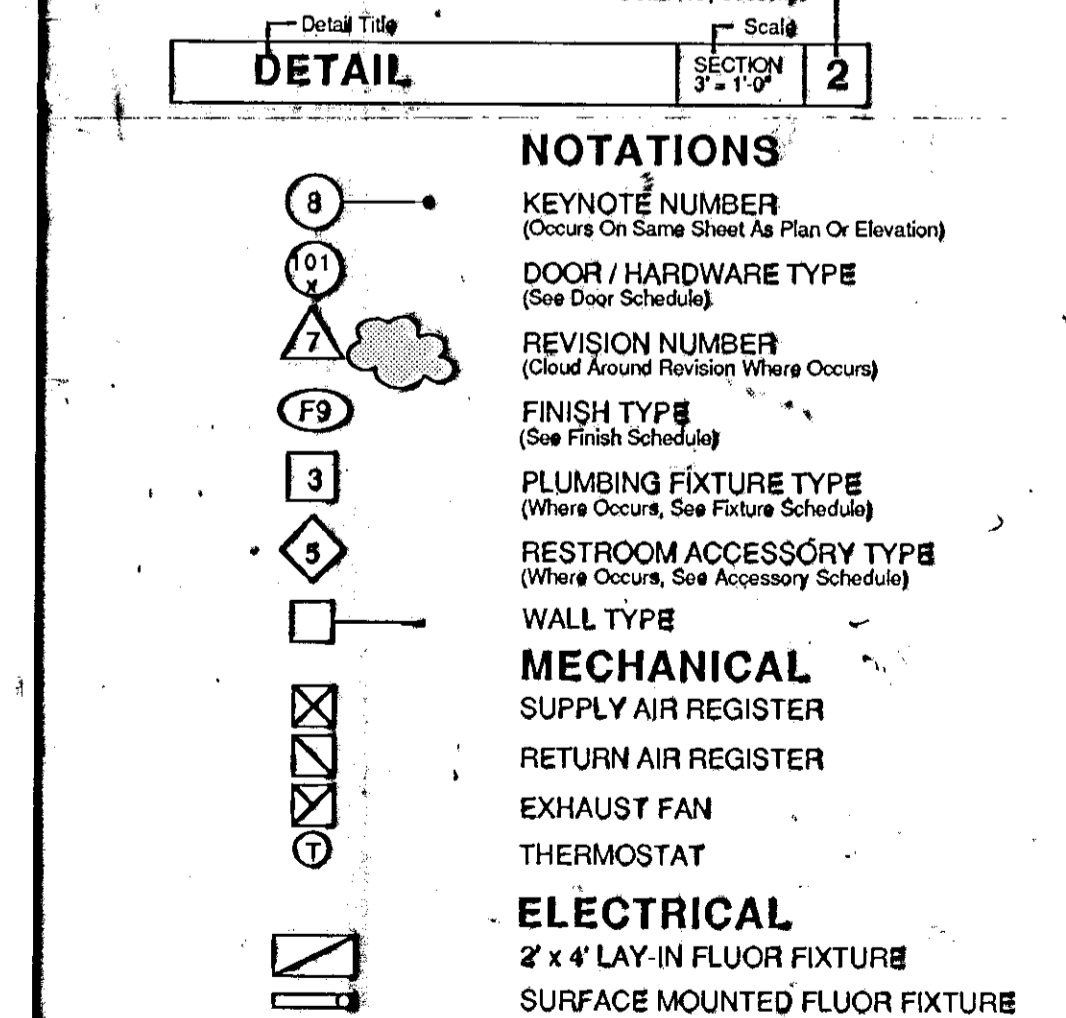 Detail Title
Scale
DETAIL
SECTION
3" = 1'-0"
2
NOTATIONS
8
KEYNOTE NUMBER
(Occurs On Same Sheet As Plan Or Elevation)
101
x
DOOR / HARDWARE TYPE
(See Door Schedule)
7
REVISION NUMBER
(Cloud Around Revision Where Occurs)
F9
FINISH TYPE
(See Finish Schedule)
3
PLUMBING FIXTURE TYPE
(Where Occurs, See Fixture Schedule)
5
RESTROOM ACCESSORY TYPE
(Where Occurs, See Accessory Schedule)
WALL TYPE
MECHANICAL
SUPPLY AIR REGISTER
RETURN AIR REGISTER
EXHAUST FAN
T
THERMOSTAT
ELECTRICAL
2' x 4' LAY-IN FLUOR FIXTURE
SURFACE MOUNTED FLUOR FIXTURE